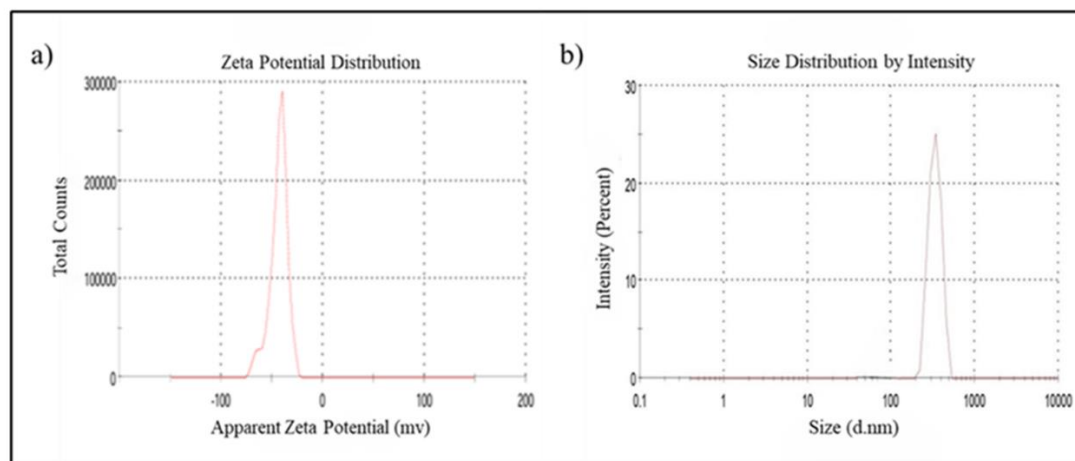 a)
Zeta Potential Distribution
300000
200000
100000
0
Total Counts
-100
0
100
200
Apparent Zeta Potential (mv)
b)
Size Distribution by Intensity
30
20
10
0
Intensity (Percent)
0.1
1
10
100
1000
10000
Size (d.nm)